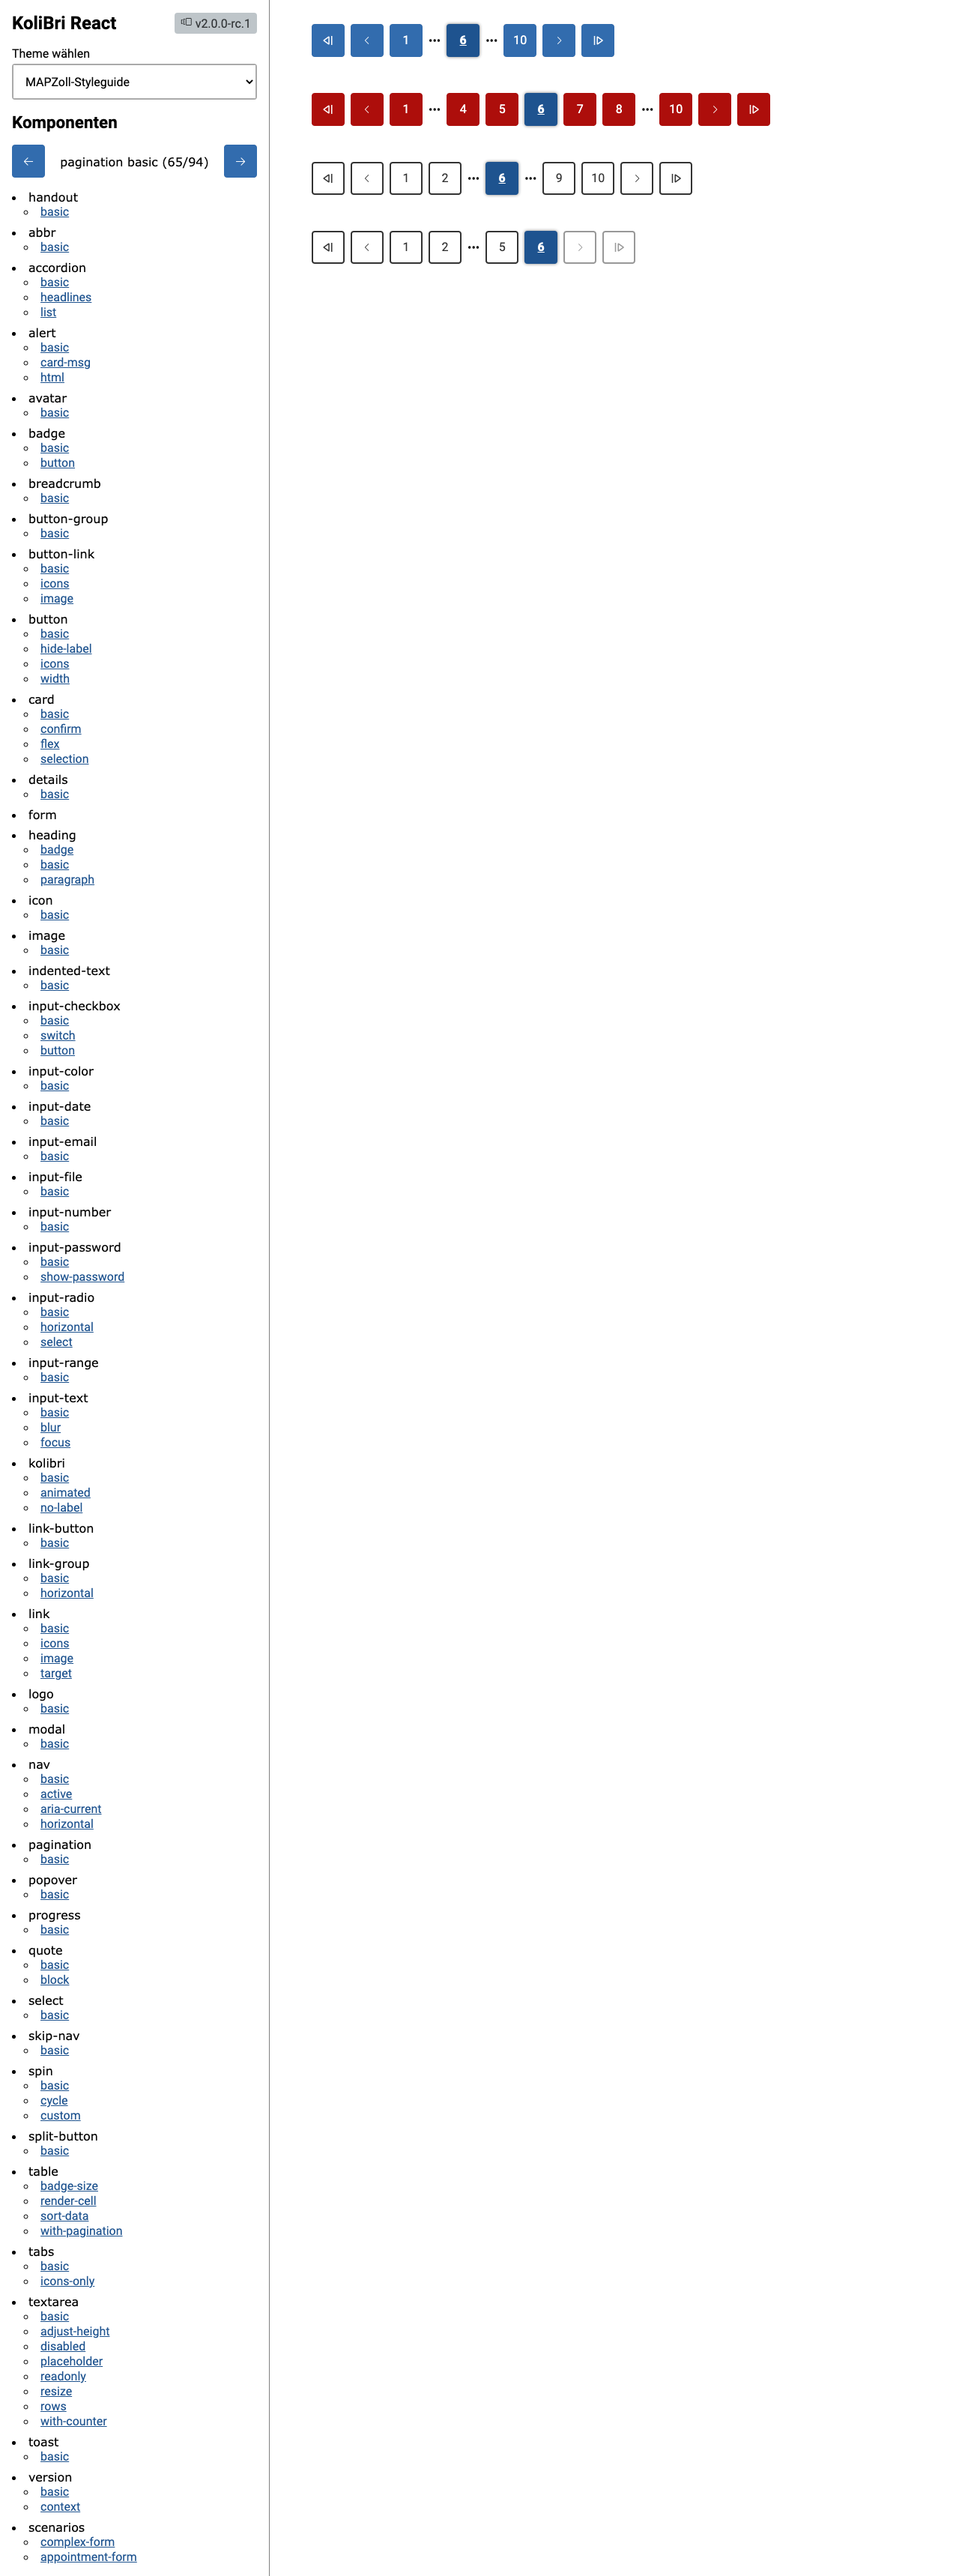 KoliBri React
v2.0.0-rc.1
Theme wählen
MAPZoll-Styleguide
Komponenten
pagination basic (65/94)
handout
basic
abbr
basic
accordion
basic
headlines
list
alert
basic
card-msg
html
avatar
basic
badge
basic
button
breadcrumb
basic
button-group
basic
button-link
basic
icons
image
button
basic
hide-label
icons
width
card
basic
confirm
flex
selection
details
basic
form
heading
badge
basic
paragraph
icon
basic
image
basic
indented-text
basic
input-checkbox
basic
switch
button
input-color
basic
input-date
basic
input-email
basic
input-file
basic
input-number
basic
input-password
basic
show-password
input-radio
basic
horizontal
select
input-range
basic
input-text
basic
blur
focus
kolibri
basic
animated
no-label
link-button
basic
link-group
basic
horizontal
link
basic
icons
image
target
logo
basic
modal
basic
nav
basic
active
aria-current
horizontal
pagination
basic
popover
basic
progress
basic
quote
basic
block
select
basic
skip-nav
basic
spin
basic
cycle
custom
split-button
basic
table
badge-size
render-cell
sort-data
with-pagination
tabs
basic
icons-only
textarea
basic
adjust-height
disabled
placeholder
readonly
resize
rows
with-counter
toast
basic
version
basic
context
scenarios
complex-form
appointment-form
1 ••• 6 ••• 10
1 ••• 4 5 6 7 8 ••• 10
1 2 ••• 6 ••• 9 10
1 2 ••• 5 6